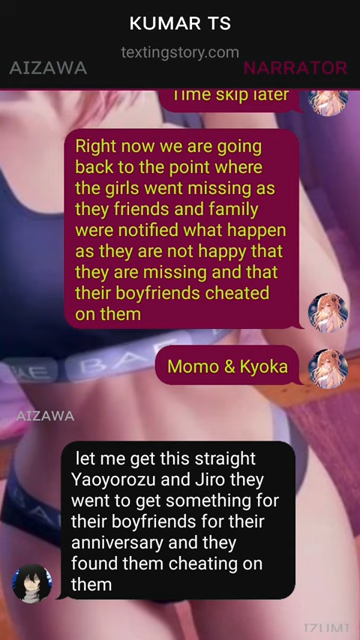 KUMAR TS
textingstory.com
AIZAWA
NARRATOR
Time skip later
Right now we are going
back to the point where
the girls went missing as
they friends and family
were notified what happen
as they are not happy that
they are missing and that
their boyfriends cheated
on them
Momo & Kyoka
AIZAWA
let me get this straight
Yaoyorozu and Jiro they
went to get something for
their boyfriends for their
anniversary and they
found them cheating on
them
IZUMI